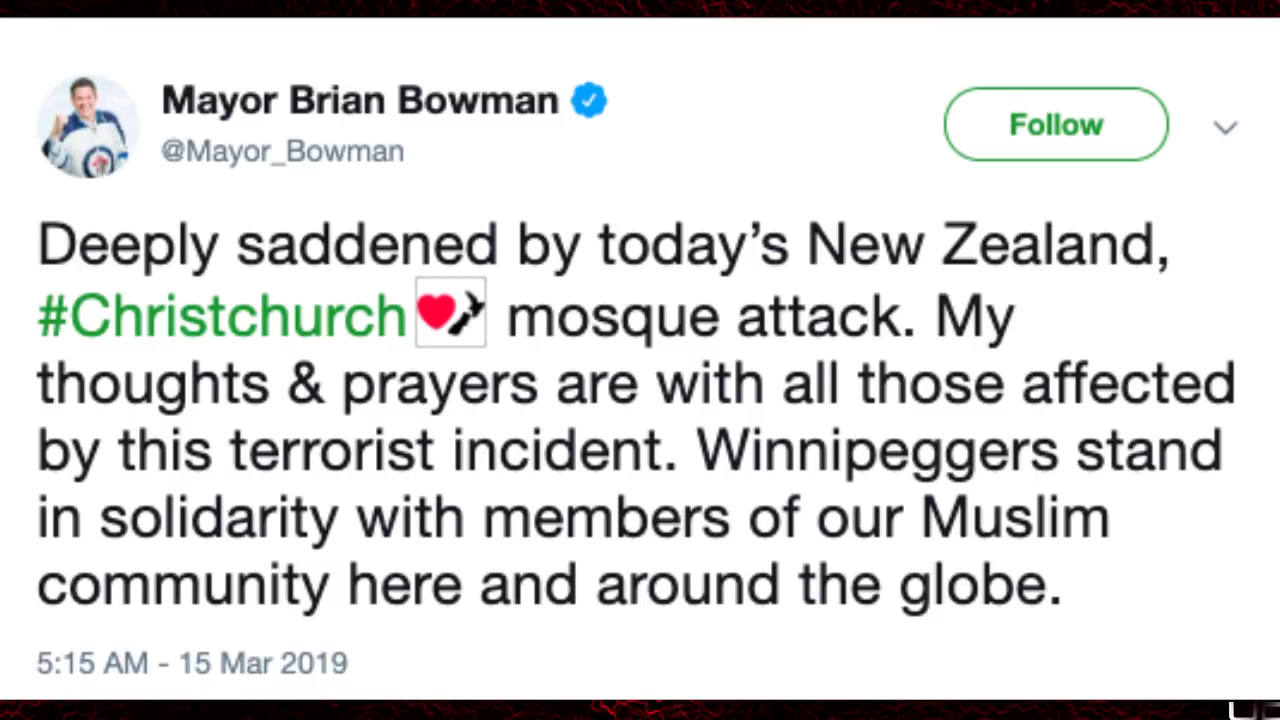 Mayor Brian Bowman
@Mayor_Bowman
Follow
Deeply saddened by today’s New Zealand,
#Christchurch mosque attack. My
thoughts & prayers are with all those affected
by this terrorist incident. Winnipeggers stand
in solidarity with members of our Muslim
community here and around the globe.
5:15 AM - 15 Mar 2019